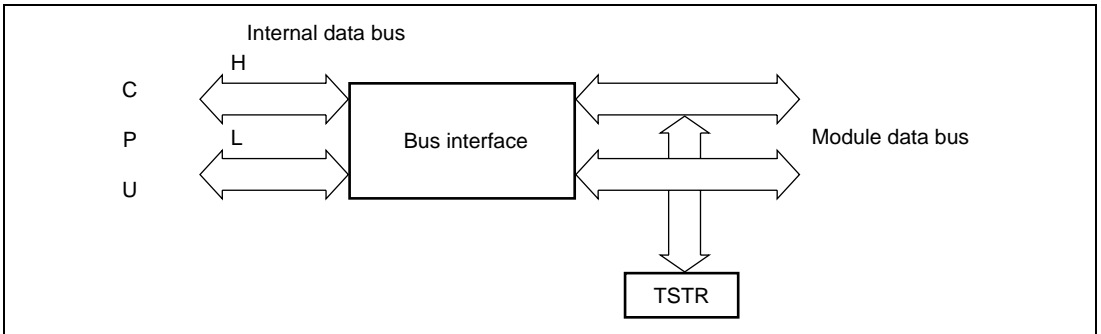 Internal data bus
H
C
P
L
Bus interface
Module data bus
U
TSTR